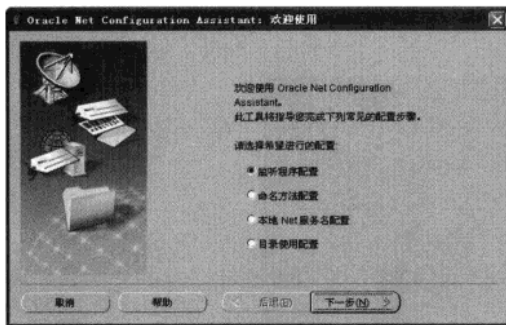 Oracle Net Configuration Assistant: 欢迎使用
欢迎使用 Oracle Net Configuration
Assistant。
此工具将指导您完成下列常见的配置步骤。
请选择希望进行的配置:
监听程序配置
命名方法配置
本地 Net 服务名配置
目录使用配置
取消
帮助
后退(B)
下一步(N)